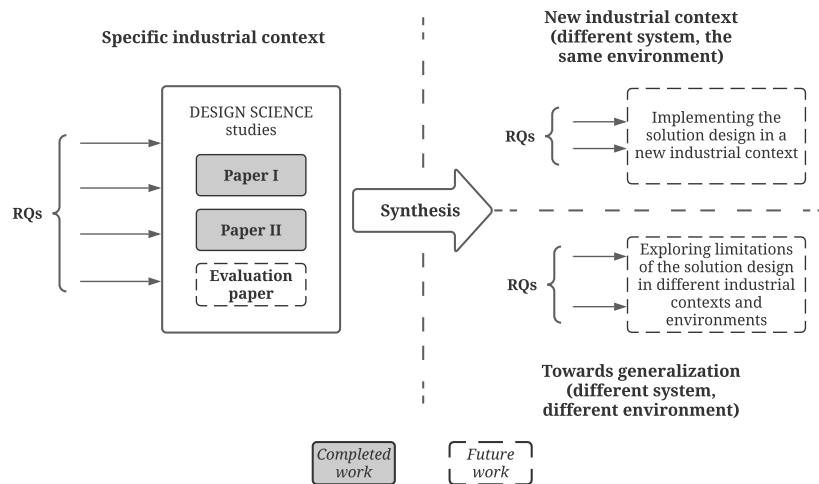 Specific industrial context
DESIGN SCIENCE
studies
Paper I
Paper II
Evaluation
paper
RQs
Synthesis
New industrial context
(different system, the
same environment)
RQs
Implementing the
solution design in a
new industrial context
RQs
Exploring limitations
of the solution design
in different industrial
contexts and
environments
Towards generalization
(different system,
different environment)
Completed
work
Future
work